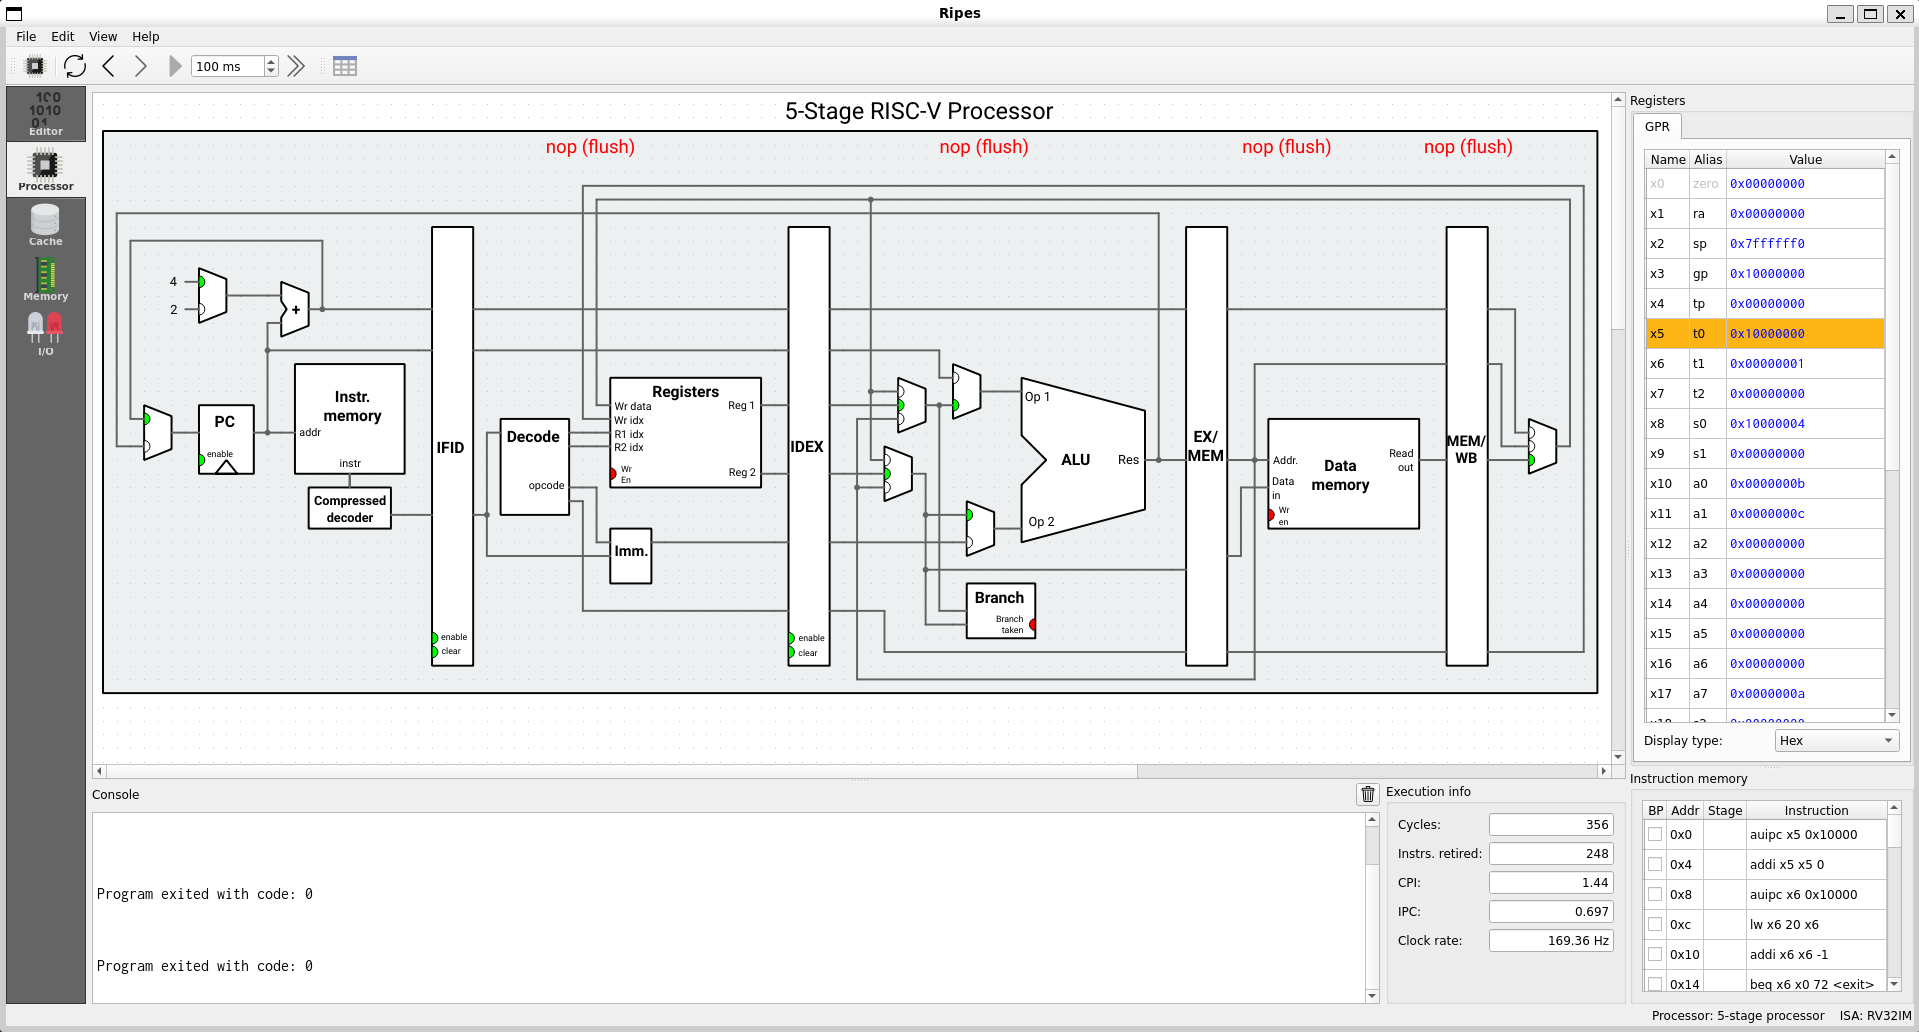 Ripes
File Edit View Help
100 ms
Editor
Processor
Cache
Memory
I/O
5-Stage RISC-V Processor
nop (flush) nop (flush) nop (flush) nop (flush)
4
2
+
PC
enable
Instr.
memory
addr
instr
Compressed
decoder
IFID
enable
clear
Decode
opcode
Registers
Wr data
Wr idx
R1 idx
R2 idx
Wr
En
Reg 1
Reg 2
Imm.
IDEX
enable
clear
Op 1
ALU
Res
Op 2
Branch
Branch
taken
EX/
MEM
Addr.
Data
in
Wr
en
Data
memory
Read
out
MEM/
WB
Registers
GPR
Name Alias Value
x0 zero 0x00000000
x1 ra 0x00000000
x2 sp 0x7ffffff0
x3 gp 0x10000000
x4 tp 0x00000000
x5 t0 0x10000000
x6 t1 0x00000001
x7 t2 0x00000000
x8 s0 0x10000004
x9 s1 0x00000000
x10 a0 0x0000000b
x11 a1 0x0000000c
x12 a2 0x00000000
x13 a3 0x00000000
x14 a4 0x00000000
x15 a5 0x00000000
x16 a6 0x00000000
x17 a7 0x0000000a
Display type: Hex
Console
Program exited with code: 0
Program exited with code: 0
Execution info
Cycles: 356
Instrs. retired: 248
CPI: 1.44
IPC: 0.697
Clock rate: 169.36 Hz
Instruction memory
BP Addr Stage Instruction
0x0 auipc x5 0x10000
0x4 addi x5 x5 0
0x8 auipc x6 0x10000
0xc lw x6 20 x6
0x10 addi x6 x6 -1
0x14 beq x6 x0 72 <exit>
Processor: 5-stage processor ISA: RV32IM